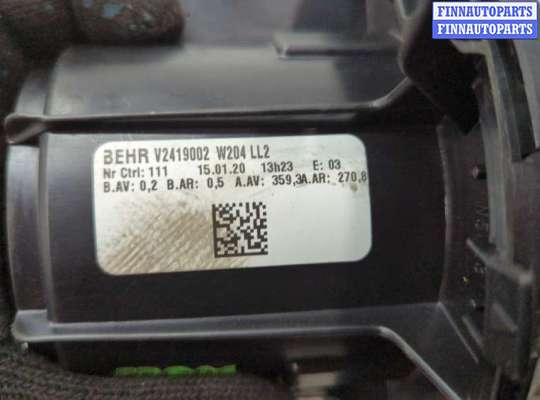 FINNAUTOPARTS
FINNAUTOPARTS
BEHR V2419002 W204 LL2
Nr Ctrl: 111 15.01.20 13h23 E: 03
B.AV: 0,2 B.AR: 0,5 A.AV: 359,3A.AR: 270,8